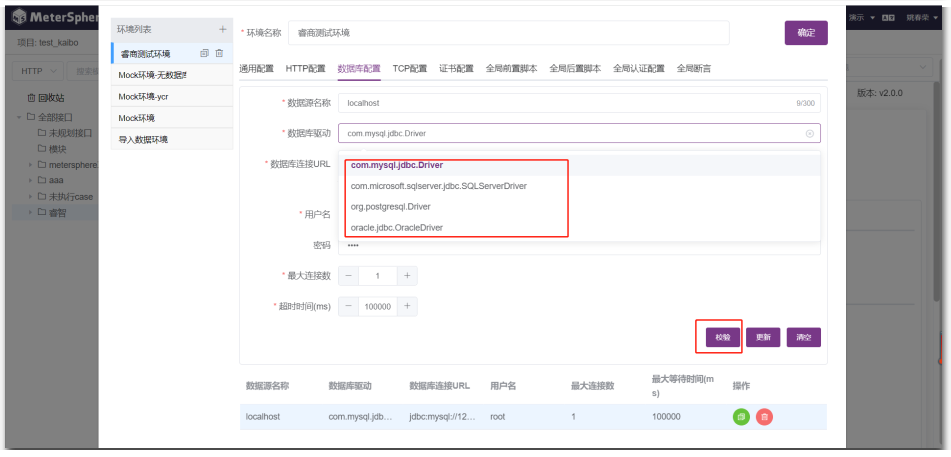 MeterSpher
演示
姚春荣
项目: test_kaibo
版本: v2.0.0
HTTP
回收站
全部接口
未规划接口
模块
metersphere
aaa
未执行case
睿智
环境列表
睿商测试环境
Mock环境-无数据
Mock环境-ycr
Mock环境
导入数据环境
* 环境名称
睿商测试环境
确定
通用配置 HTTP配置 数据库配置 TCP配置 证书配置 全局前置脚本 全局后置脚本 全局认证配置 全局断言
* 数据源名称 localhost 9/300
* 数据库驱动 com.mysql.jdbc.Driver
* 数据库连接URL
com.mysql.jdbc.Driver
com.microsoft.sqlserver.jdbc.SQLServerDriver
org.postgresql.Driver
oracle.jdbc.OracleDriver
* 用户名
密码 ••••
* 最大连接数 − 1 +
* 超时时间(ms) − 100000 +
校验 更新 清空
数据源名称 数据库驱动 数据库连接URL 用户名 最大连接数 最大等待时间(m
s) 操作
localhost com.mysql.jdb... jdbc:mysql://12... root 1 100000